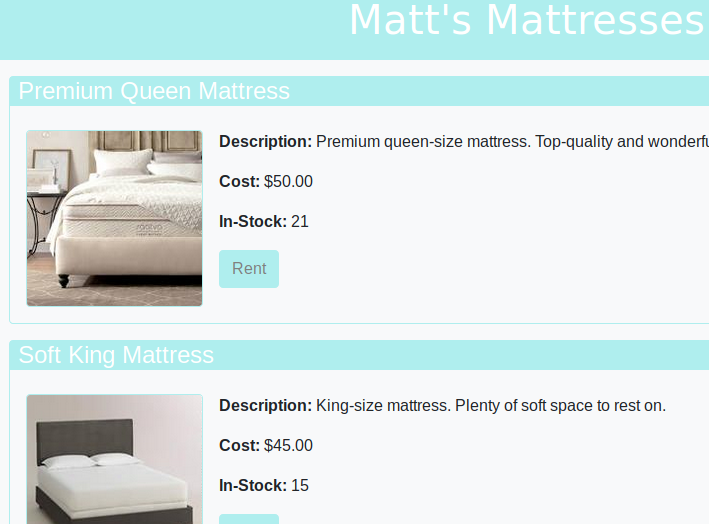 Matt's Mattresses
Premium Queen Mattress
Description: Premium queen-size mattress. Top-quality and
Cost: $50.00
In-Stock: 21
Rent
Soft King Mattress
Description: King-size mattress. Plenty of soft space to rest on.
Cost: $45.00
In-Stock: 15